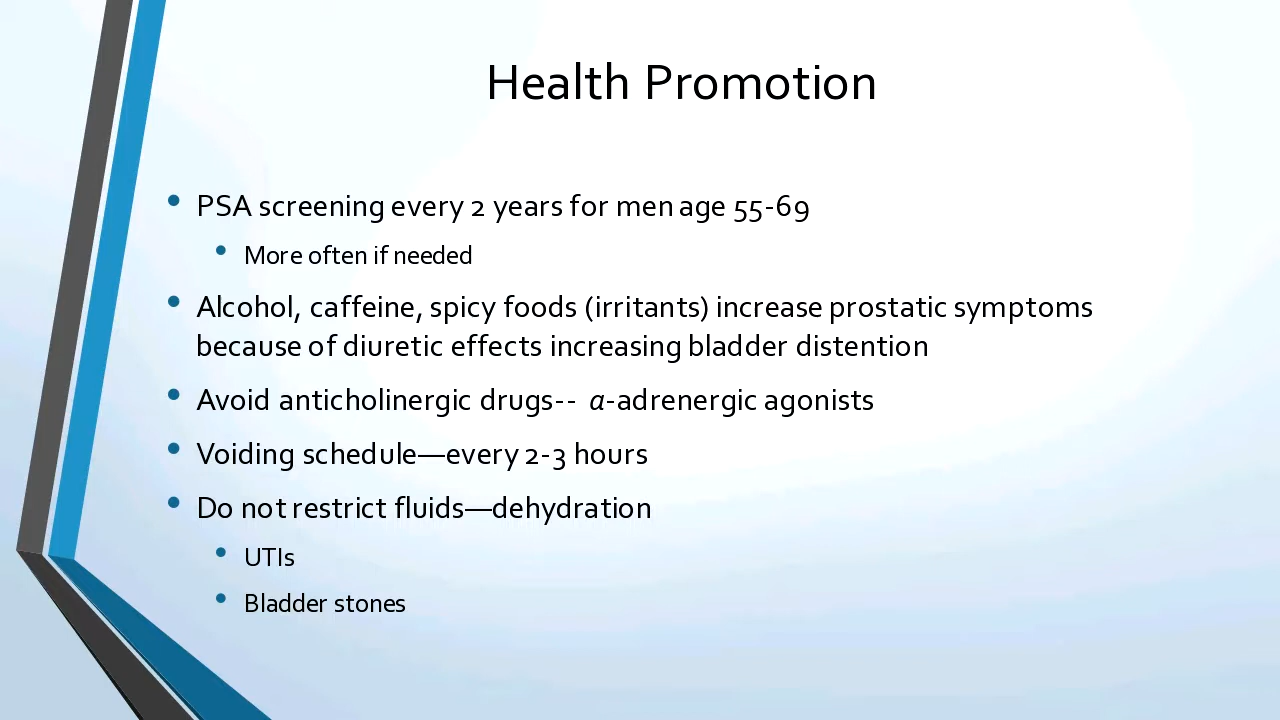 Health Promotion
• PSA screening every 2 years for men age 55-69
• More often if needed
• Alcohol, caffeine, spicy foods (irritants) increase prostatic symptoms
because of diuretic effects increasing bladder distention
• Avoid anticholinergic drugs-- α-adrenergic agonists
• Voiding schedule—every 2-3 hours
• Do not restrict fluids—dehydration
• UTIs
• Bladder stones